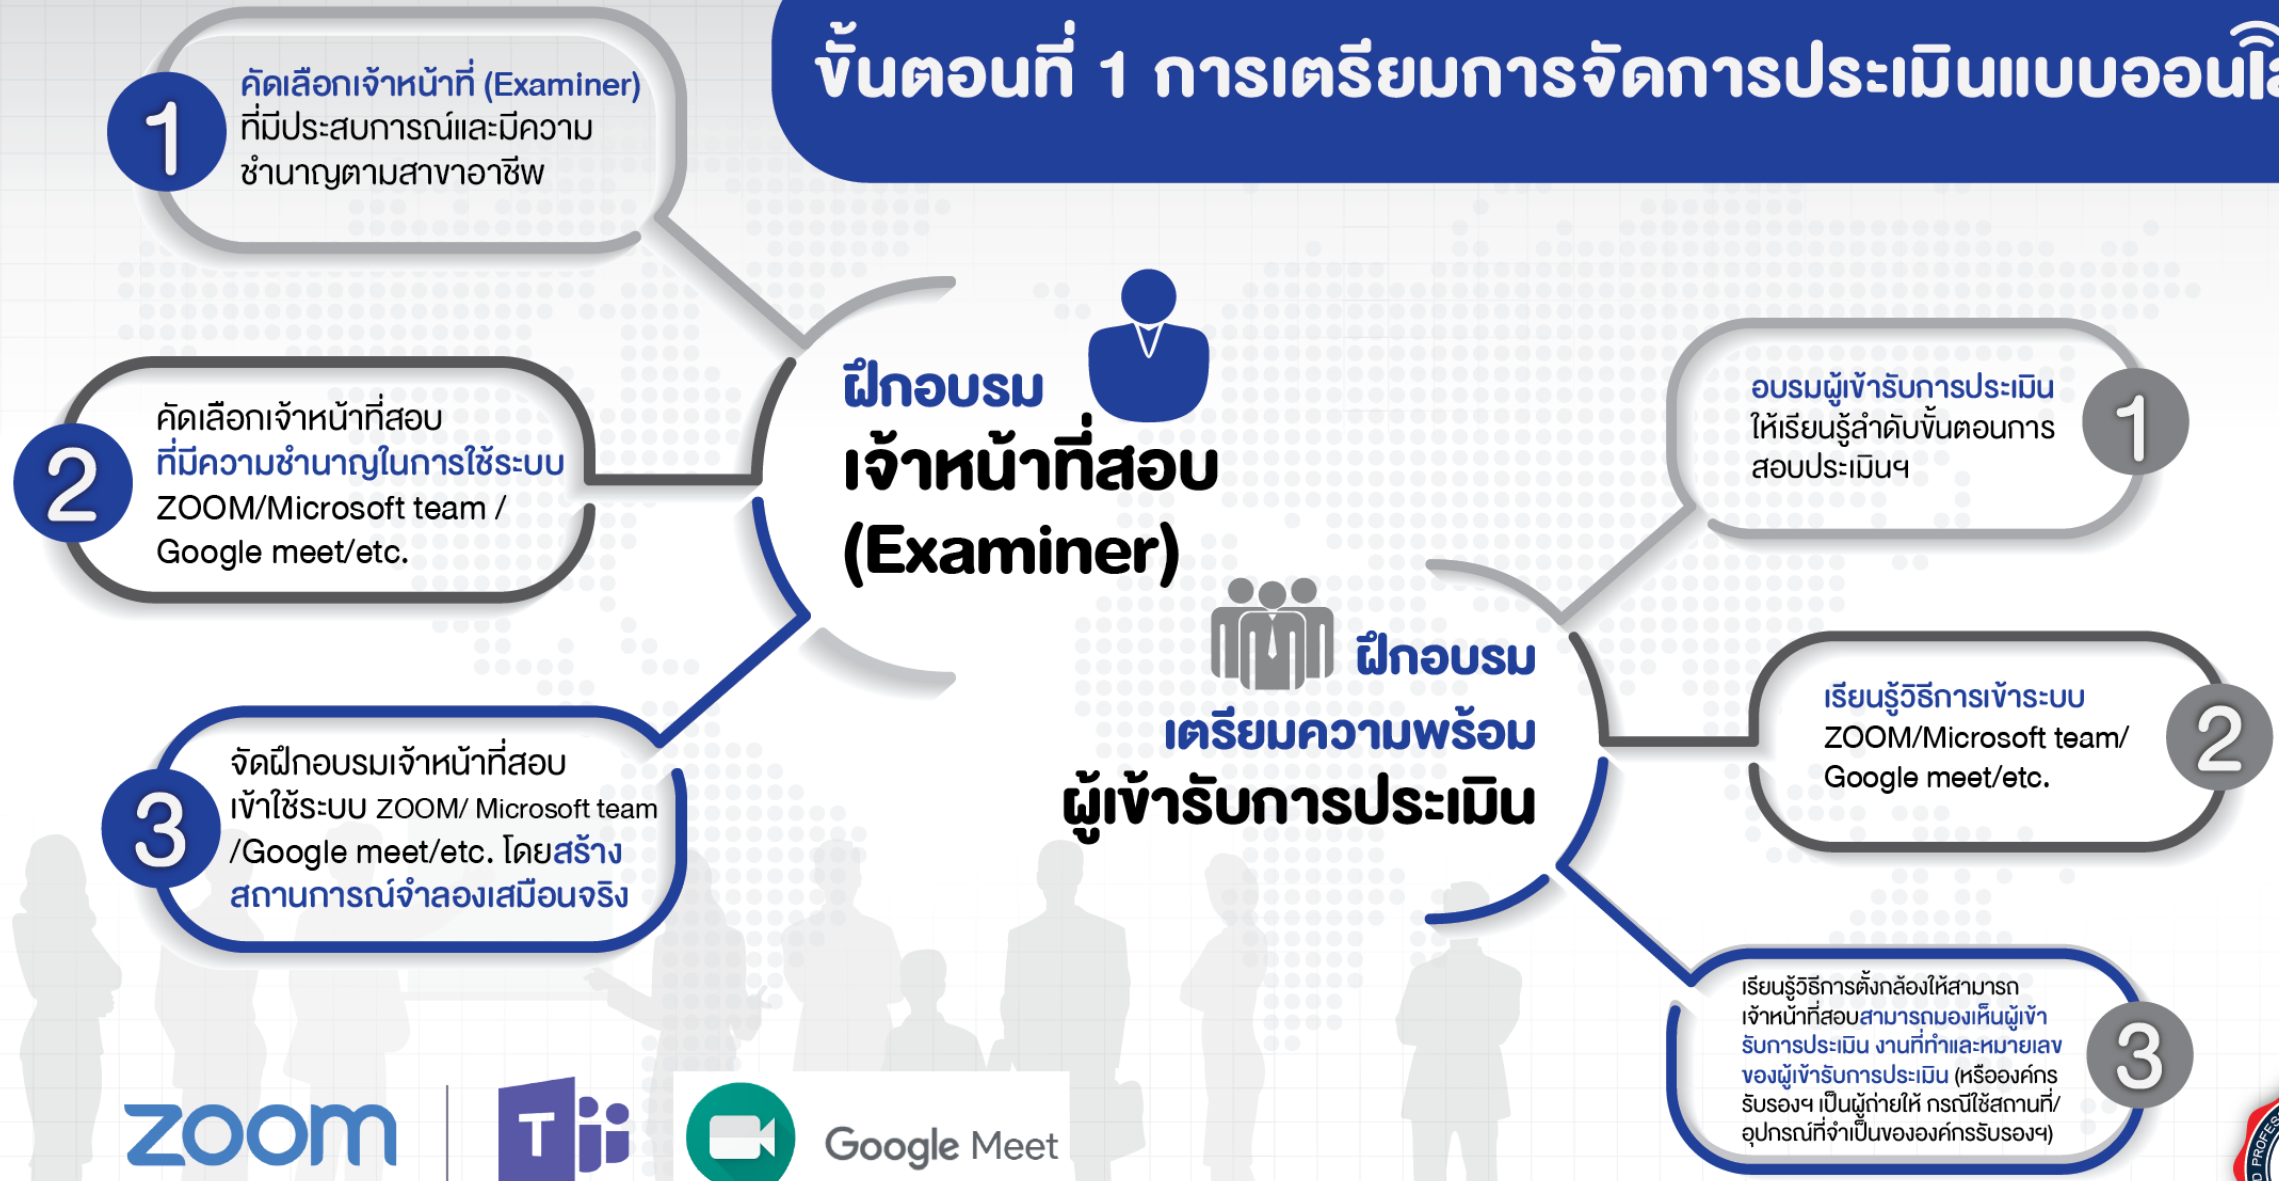 ขั้นตอนที่ 1 การเตรียมการจัดการประเมินแบบ
1
คัดเลือกเจ้าหน้าที่ (Examiner)
ที่มีประสบการณ์และมีความ
ชำนาญตามสาขาอาชีพ
2
คัดเลือกเจ้าหน้าที่สอบ
ที่มีความชำนาญในการใช้ระบบ
ZOOM/Microsoft team /
Google meet/etc.
3
จัดฝึกอบรมเจ้าหน้าที่สอบ
เข้าใช้ระบบ ZOOM/ Microsoft team
/Google meet/etc. โดยสร้าง
สถานการณ์จำลองเสมือนจริง
ฝึกอบรม
เจ้าหน้าที่สอบ
(Examiner)
ฝึกอบรม
เตรียมความพร้อม
ผู้เข้ารับการประเมิน
อบรมผู้เข้ารับการประเมิน
ให้เรียนรู้ลำดับขั้นตอนการ
สอบประเมินฯ
1
เรียนรู้วิธีการเข้าระบบ
ZOOM/Microsoft team/
Google meet/etc.
2
เรียนรู้วิธีการตั้งกล้องให้สามารถ
เจ้าหน้าที่สอบสามารถมองเห็นผู้เข้า
รับการประเมิน งานที่ทำและหมายเลข
ของผู้เข้ารับการประเมิน (หรือองค์กร
รับรองฯ เป็นผู้ถ่ายให้ กรณีใช้สถานที่/
อุปกรณ์ที่จำเป็นขององค์กรรับรองฯ)
3
zoom
T
Google Meet